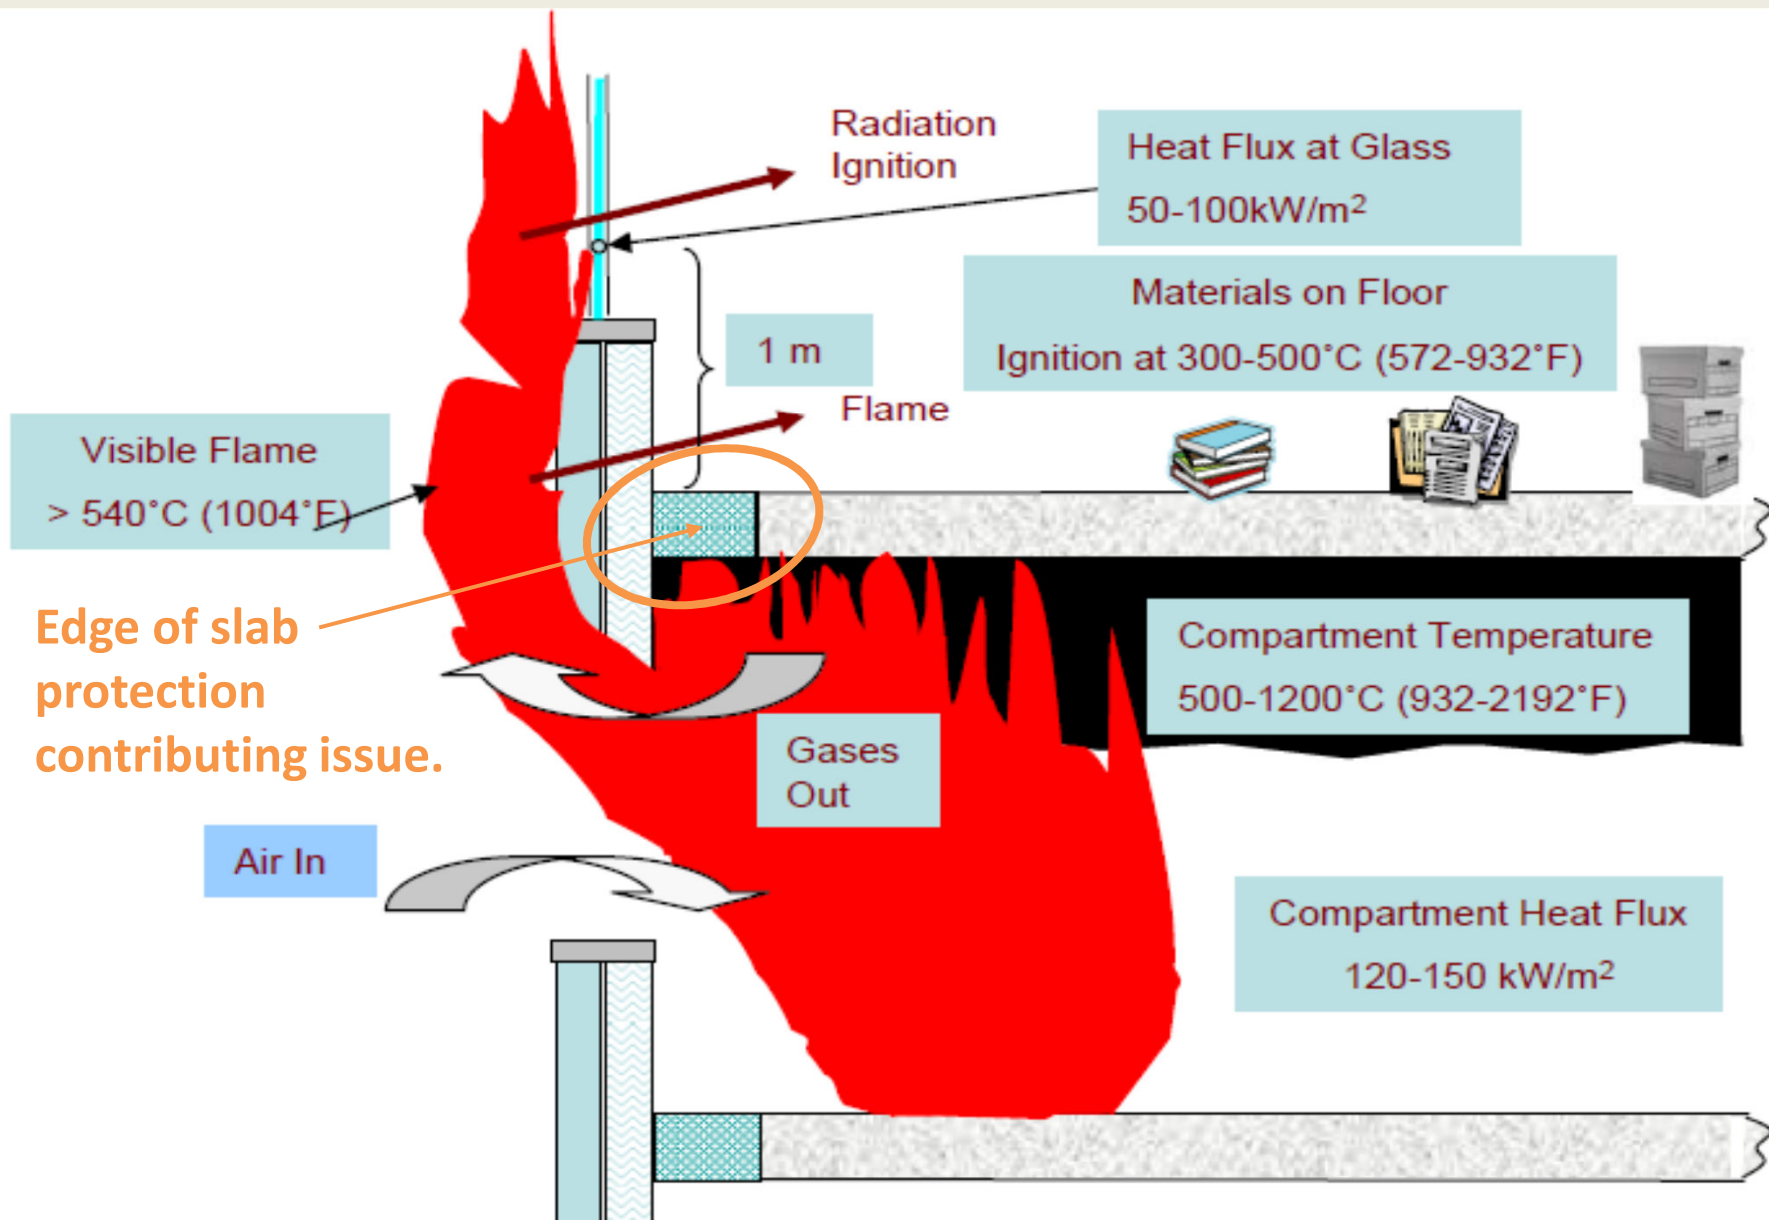 Radiation
Ignition
Heat Flux at Glass
50-100kW/m²
Materials on Floor
Ignition at 300-500°C (572-932°F)
1 m
Flame
Visible Flame
> 540°C (1004°F)
Edge of slab
protection
contributing issue.
Compartment Temperature
500-1200°C (932-2192°F)
Gases
Out
Air In
Compartment Heat Flux
120-150 kW/m²